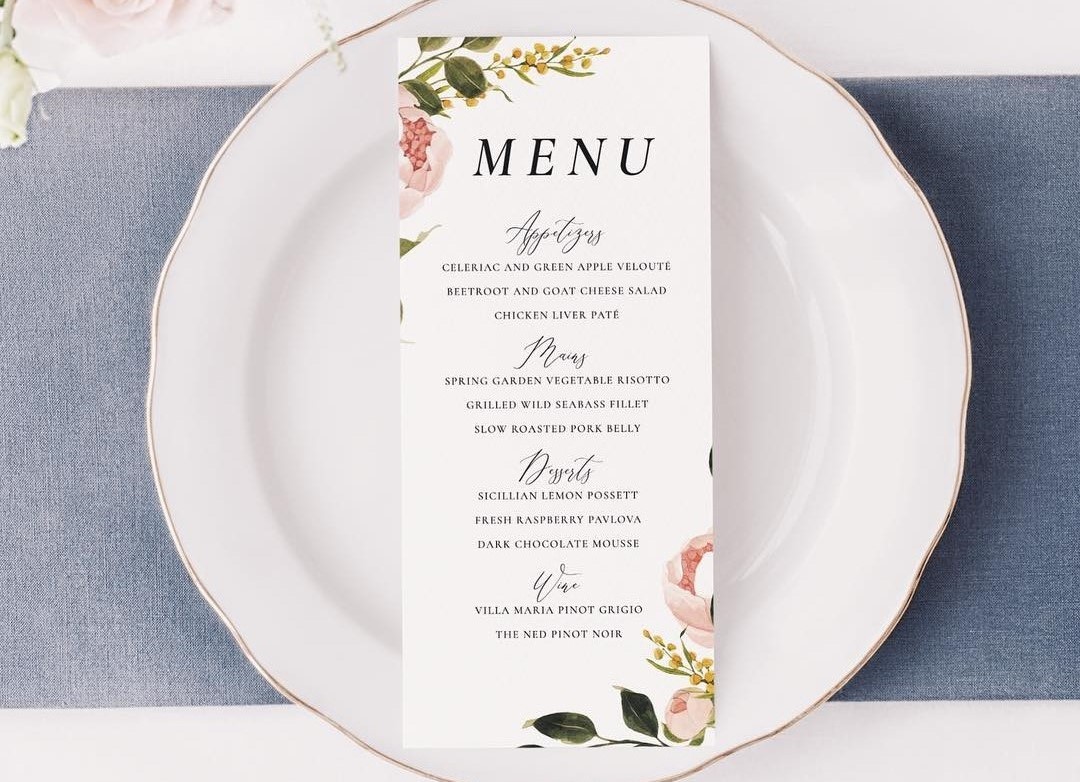 MENU
Appetizers
CELERIAC AND GREEN APPLE VELOUTÉ
BEETROOT AND GOAT CHEESE SALAD
CHICKEN LIVER PATÉ
Mains
SPRING GARDEN VEGETABLE RISOTTO
GRILLED WILD SEABASS FILLET
SLOW ROASTED PORK BELLY
Desserts
SICILLIAN LEMON POSSETT
FRESH RASPBERRY PAVLOVA
DARK CHOCOLATE MOUSSE
Wine
VILLA MARIA PINOT GRIGIO
THE NED PINOT NOIR